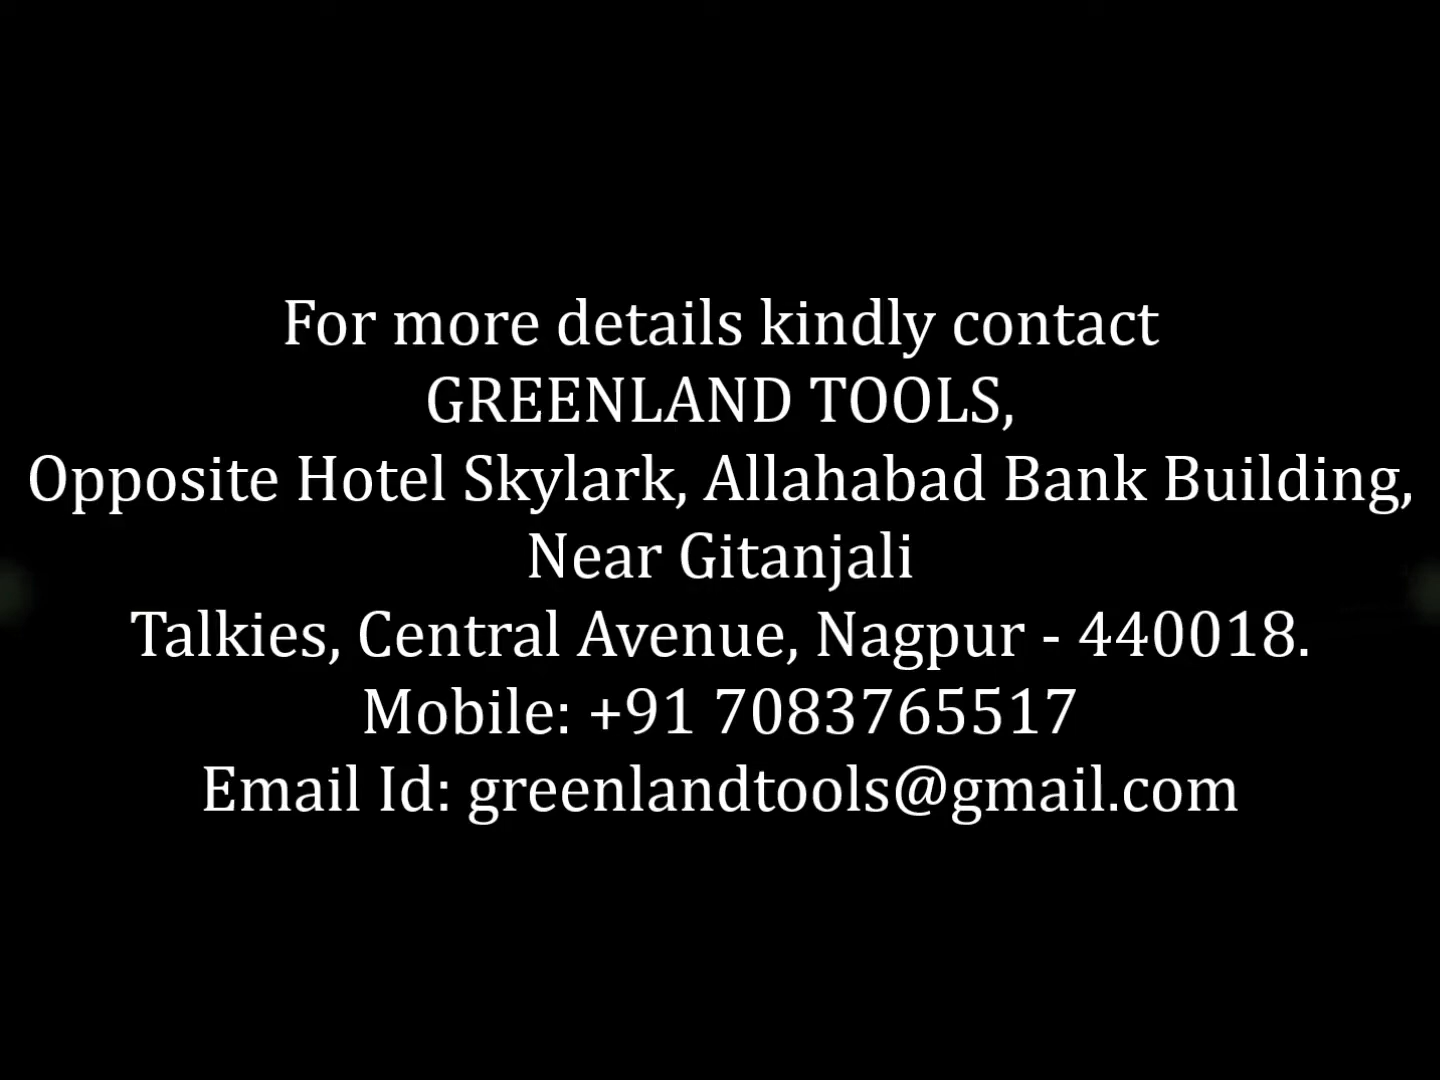 For more details kindly contact
GREENLAND TOOLS,
Opposite Hotel Skylark, Allahabad Bank Building,
Near Gitanjali
Talkies, Central Avenue, Nagpur - 440018.
Mobile: +91 7083765517
Email Id: greenlandtools@gmail.com